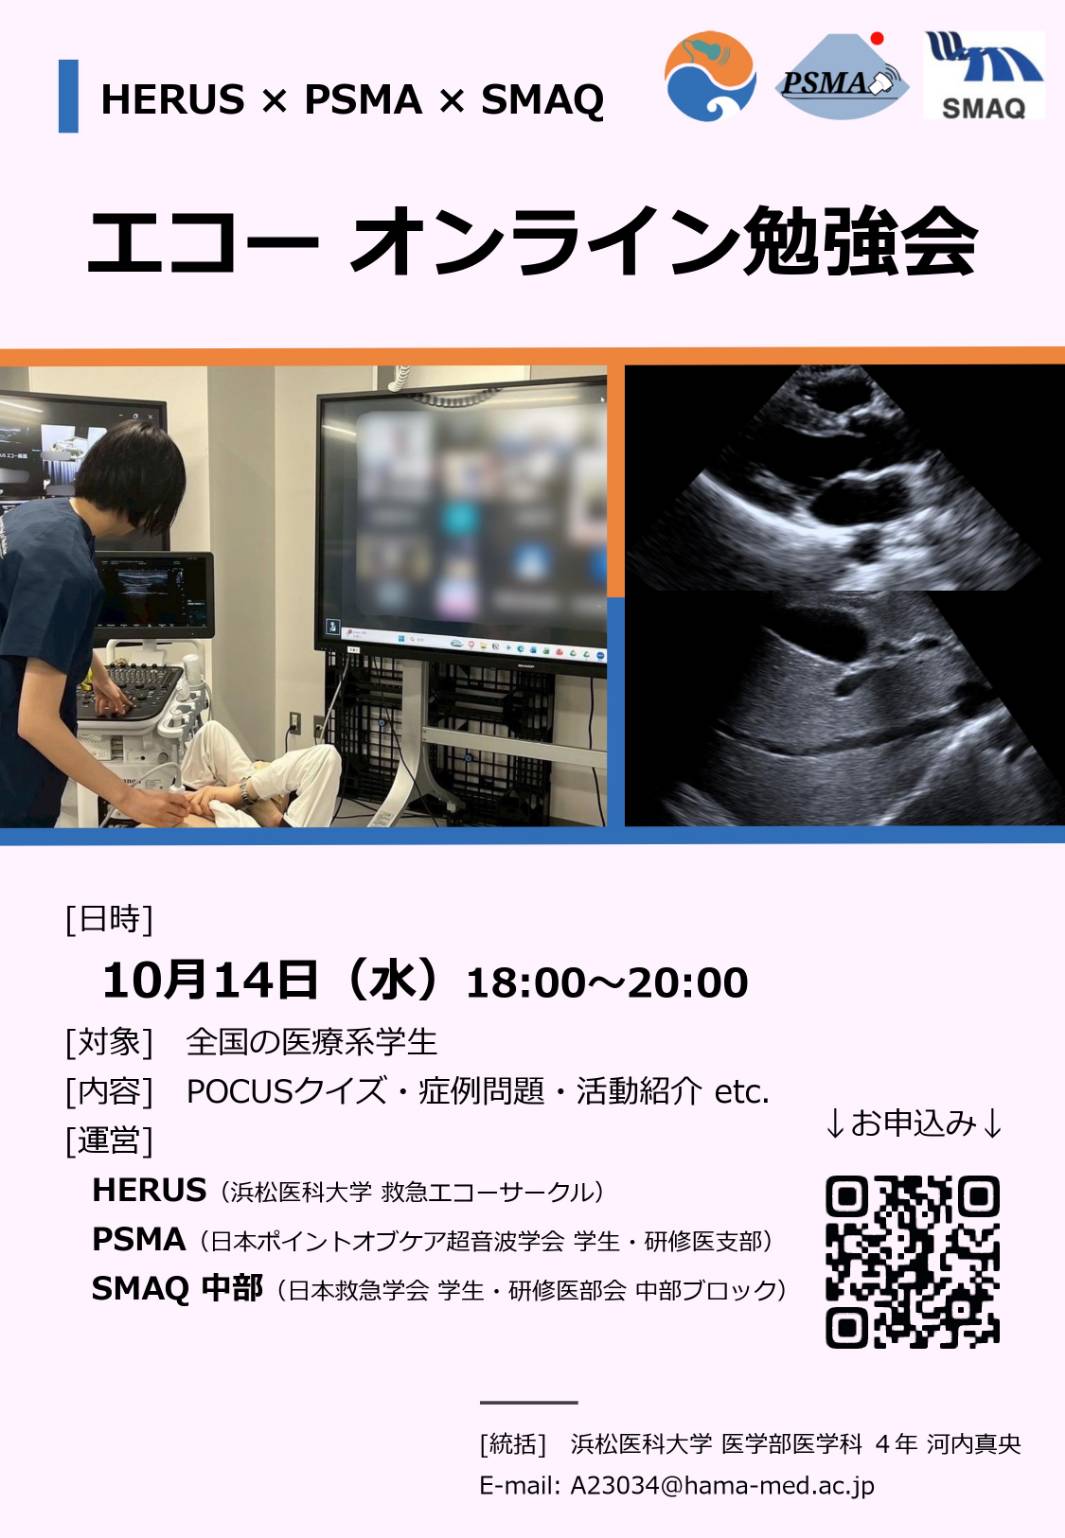 HERUS × PSMA × SMAQ
PSMA
SMAQ
エコー オンライン勉強会
[日時]
10月14日（水）18:00～20:00
[対象]　全国の医療系学生
[内容]　POCUSクイズ・症例問題・活動紹介 etc.
[運営]
HERUS（浜松医科大学 救急エコーサークル）
PSMA（日本ポイントオブケア超音波学会 学生・研修医支部）
SMAQ 中部（日本救急学会 学生・研修医部会 中部ブロック）
↓お申込み↓
[統括]　浜松医科大学 医学部医学科 ４年 河内真央
E-mail: A23034@hama-med.ac.jp